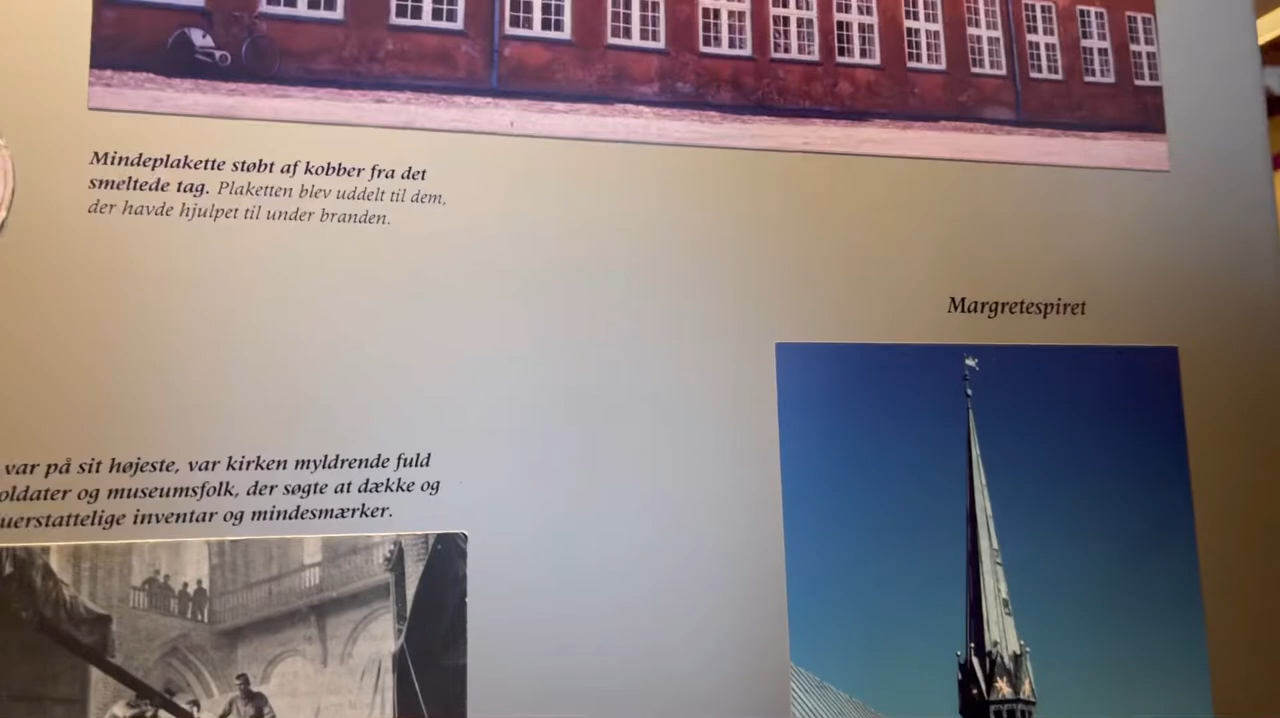 Mindeplakette støbt af kobber fra det
smeltede tag. Plaketten blev uddelt til dem,
der havde hjulpet til under branden.
Margretespiret
var på sit højeste, var kirken myldrende fuld
og museumsfolk, der søgte at dække og
inventar og mindesmærker.